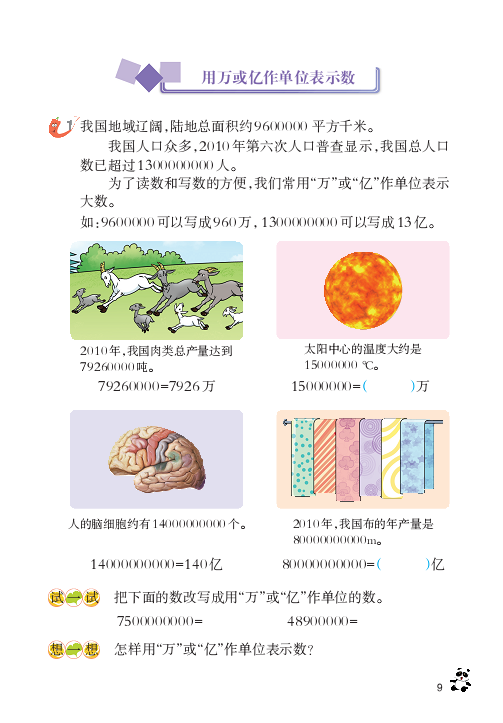 用万或亿作单位表示数
1 我国地域辽阔,陆地总面积约9600000 平方千米。
我国人口众多,2010 年第六次人口普查显示,我国总人口
数已超过1300000000 人。
为了读数和写数的方便,我们常用“万”或“亿”作单位表示
大数。
如:9600000 可以写成960 万, 1300000000 可以写成 13 亿。
2010 年,我国肉类总产量达到
79260000 吨。
79260000=7926 万
太阳中心的温度大约是
15000000 ℃。
15000000=( )万
人的脑细胞约有 14000000000 个。
14000000000=140 亿
2010 年,我国布的年产量是
80000000000m。
80000000000=( )亿
试一试 把下面的数改写成用“万”或“亿”作单位的数。
7500000000= 48900000=
想一想 怎样用“万”或“亿”作单位表示数?
9